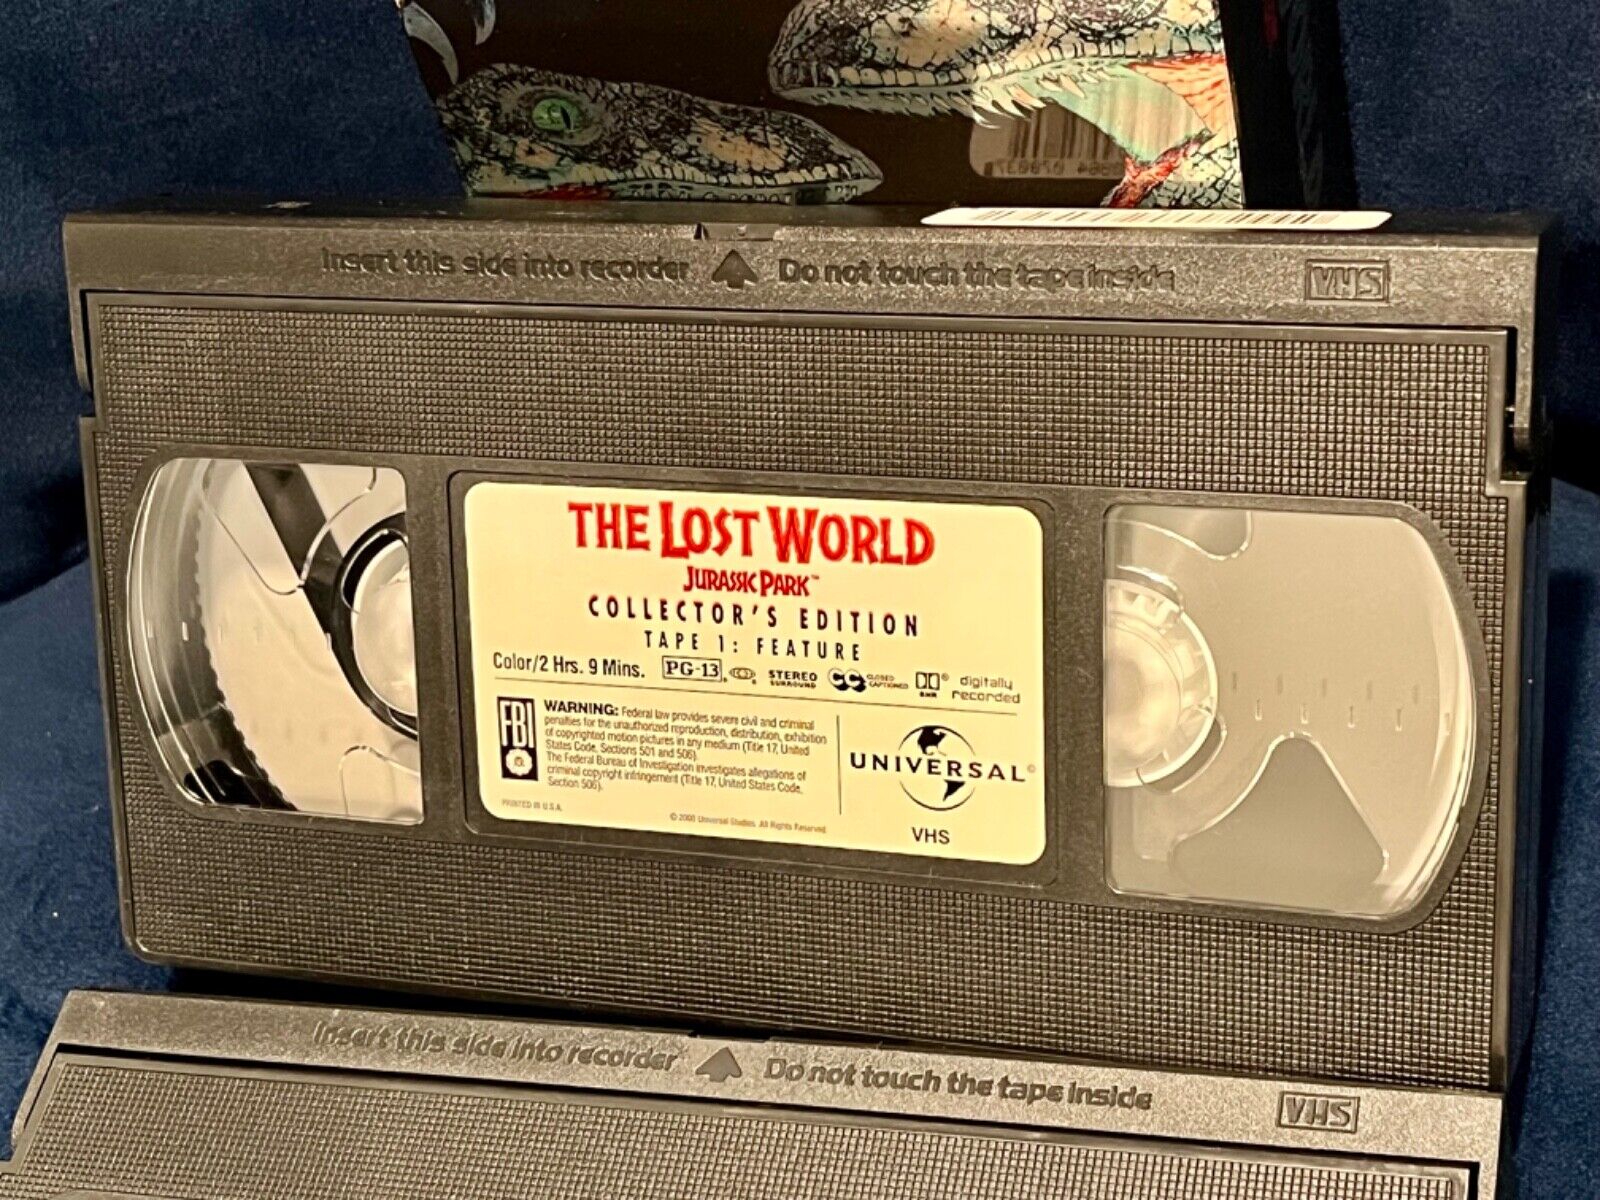 Insert this side into recorder Do not touch the tape inside VHS
THE LOST WORLD
JURASSIC PARK™
COLLECTOR'S EDITION
TAPE 1: FEATURE
Color/2 Hrs. 9 Mins. PG-13 ® STEREO SURROUND CC CLOSED CAPTIONED ® BNR digitally recorded
FBI
WARNING: Federal law provides severe civil and criminal
penalties for the unauthorized reproduction, distribution, exhibition
of copyrighted motion pictures in any medium (Title 17, United
States Code, Sections 501 and 506).
The Federal Bureau of Investigation investigates allegations of
criminal copyright infringement (Title 17, United States Code,
Section 506).
UNIVERSAL©
VHS
PRINTED IN U.S.A.
© 2000 Universal Studios. All Rights Reserved.
Insert this side into recorder Do not touch the tape inside VHS